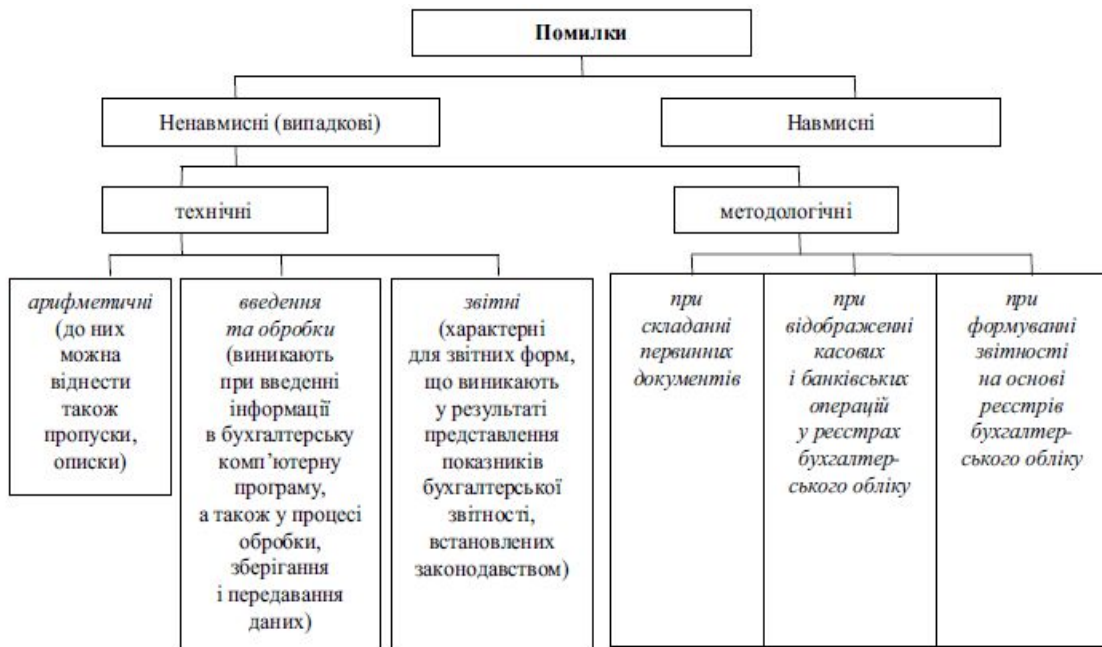 Помилки
Ненавмисні (випадкові)
Навмисні
технічні
методологічні
арифметичні
(до них
можна
віднести
також
пропуски,
описки)
введення
та обробки
(виникають
при введенні
інформації
в бухгалтерську
комп’ютерну
програму,
а також у процесі
обробки,
зберігання
і передавання
даних)
звітні
(характерні
для звітних форм,
що виникають
у результаті
представлення
показників
бухгалтерської
звітності,
встановлених
законодавством)
при
складанні
первинних
документів
при
відображенні
касових
і банківських
операцій
у реєстрах
бухгалтер-
ського обліку
при
формуванні
звітності
на основі
реєстрів
бухгалтер-
ського обліку